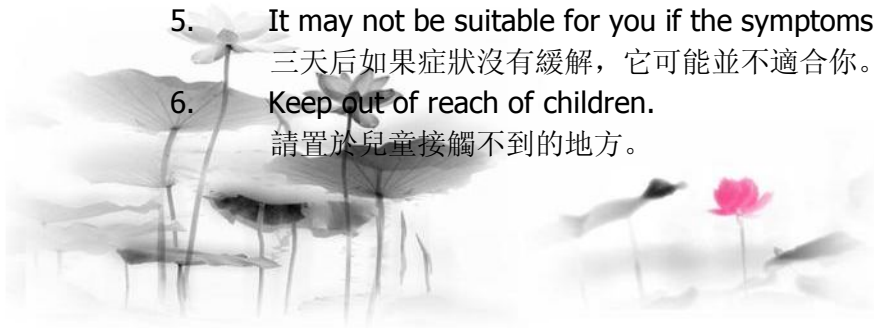 5. It may not be suitable for you if the symptoms
三天后如果症狀沒有緩解，它可能並不適合你。
6. Keep out of reach of children.
請置於兒童接觸不到的地方。